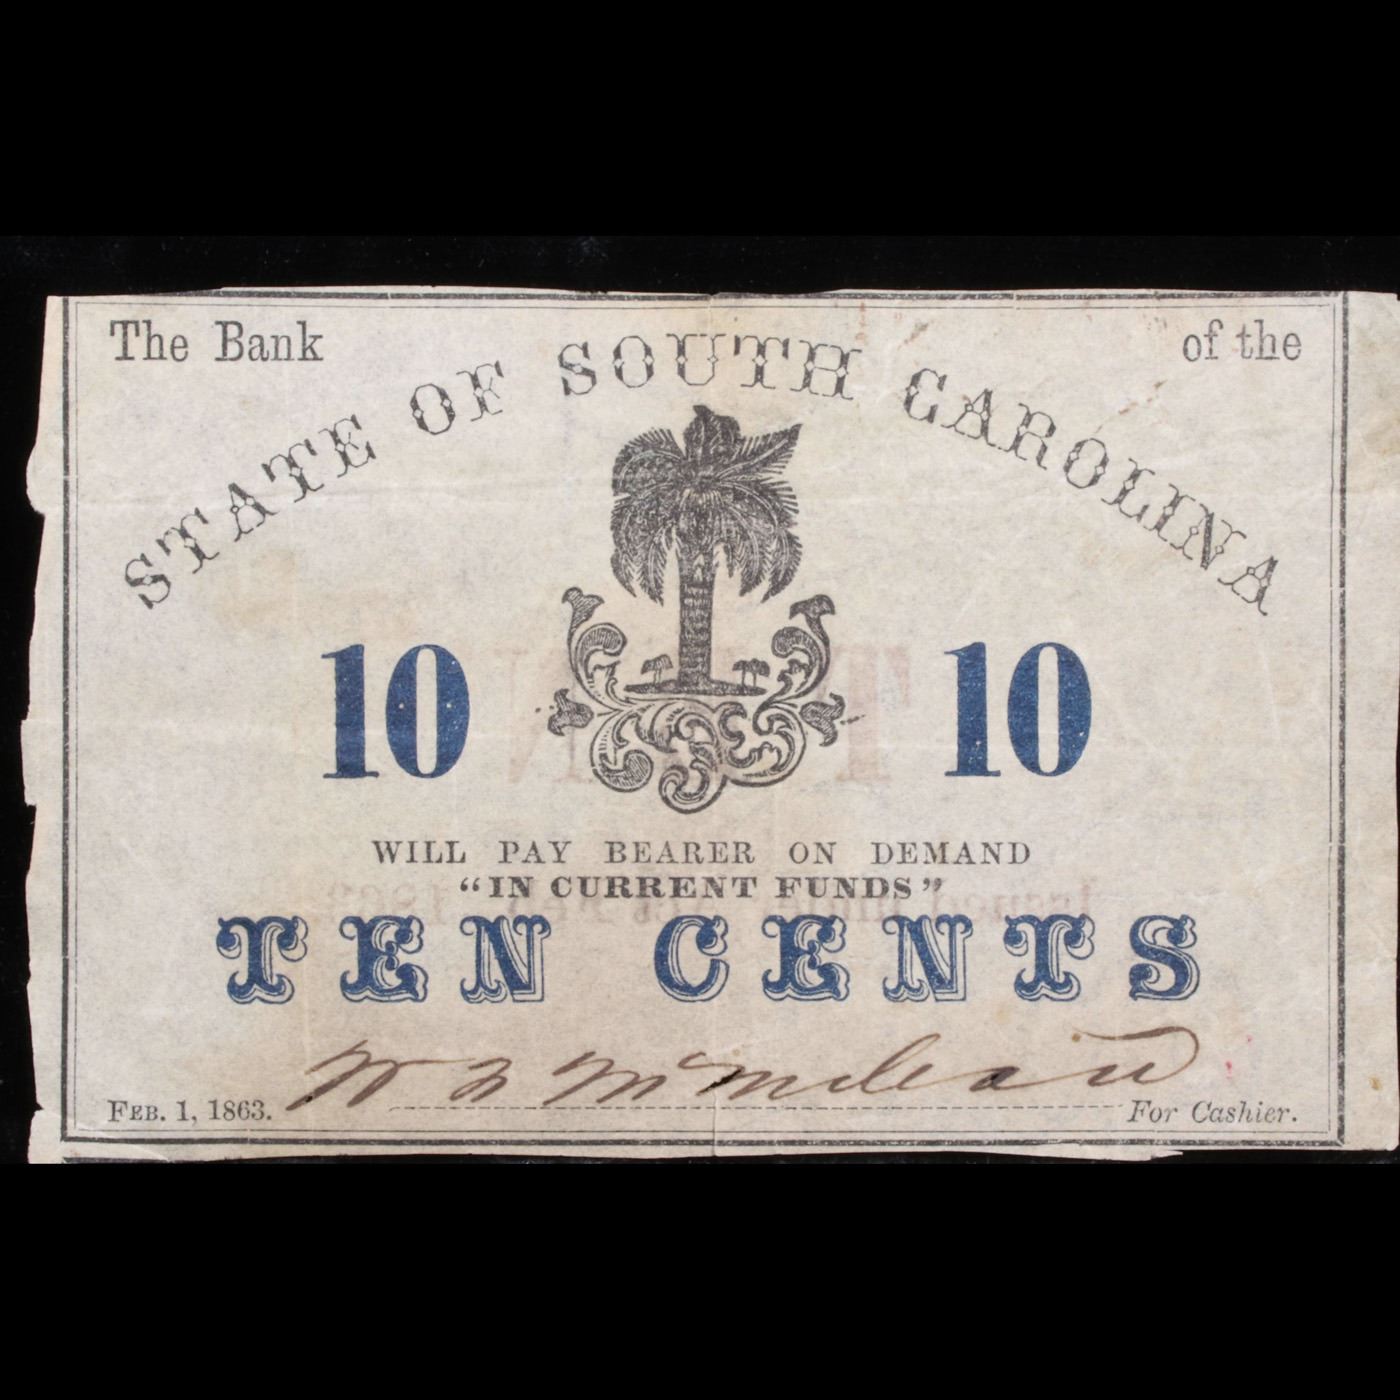 The Bank of the
STATE OF SOUTH CAROLINA
10 10
WILL PAY BEARER ON DEMAND
"IN CURRENT FUNDS"
TEN CENTS
FEB. 1, 1863. For Cashier.